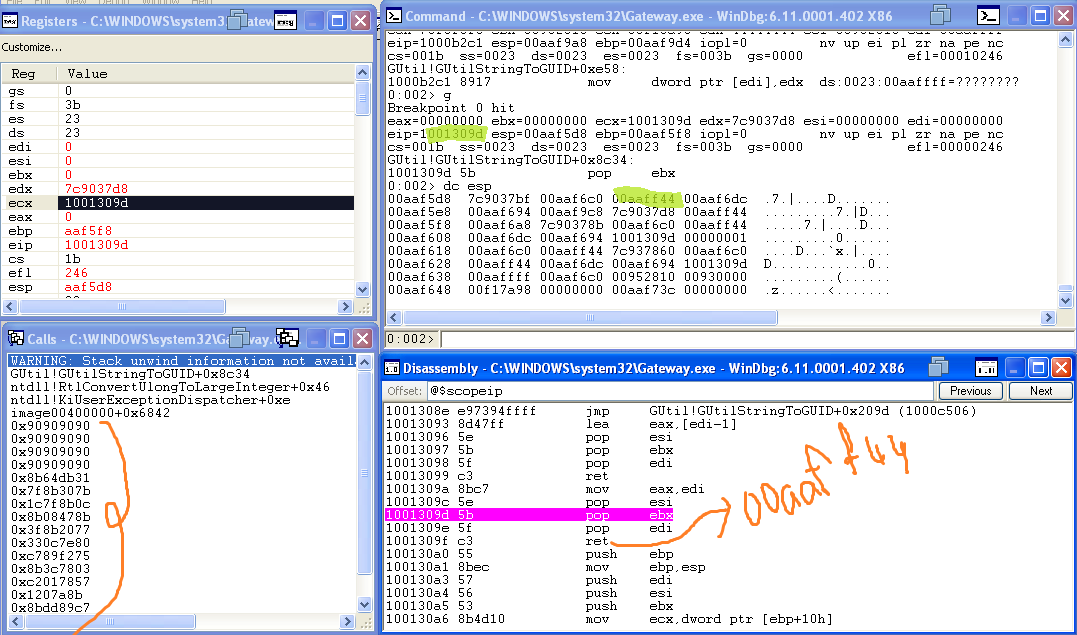 Registers - C:\WINDOWS\system3
Gatew
Customize...
Reg Value
gs 0
fs 3b
es 23
ds 23
edi 0
esi 0
ebx 0
edx 7c9037d8
ecx 1001309d
eax 0
ebp aaf5f8
eip 1001309d
cs 1b
efl 246
esp aaf5d8
Calls - C:\WINDOWS\system32\Gateway.
WARNING: Stack unwind information not avail
GUtil!GUtilStringToGUID+0x8c34
ntdll!RtlConvertUlongToLargeInteger+0x46
ntdll!KiUserExceptionDispatcher+0xe
image00400000+0x6842
0x90909090
0x90909090
0x90909090
0x90909090
0x8b64db31
0x7f8b307b
0x1c7f8b0c
0x8b08478b
0x3f8b2077
0x330c7e80
0xc789f275
0x8b3c7803
0xc2017857
0x1207a8b
0x8bdd89c7
Command - C:\WINDOWS\system32\Gateway.exe - WinDbg:6.11.0001.402 X86
eip=1000b2c1 esp=00aaf9a8 ebp=00aaf9d4 iopl=0 nv up ei pl zr na pe nc
cs=001b ss=0023 ds=0023 es=0023 fs=003b gs=0000 efl=00010246
GUtil!GUtilStringToGUID+0xe58:
1000b2c1 8917 mov dword ptr [edi],edx ds:0023:00aaffff=????????
0:002> g
Breakpoint 0 hit
eax=00000000 ebx=00000000 ecx=1001309d edx=7c9037d8 esi=00000000 edi=00000000
eip=1001309d esp=00aaf5d8 ebp=00aaf5f8 iopl=0 nv up ei pl zr na pe nc
cs=001b ss=0023 ds=0023 es=0023 fs=003b gs=0000 efl=00000246
GUtil!GUtilStringToGUID+0x8c34:
1001309d 5b pop ebx
0:002> dc esp
00aaf5d8 7c9037bf 00aaf6c0 00aaff44 00aaf6dc .7.|....D.......
00aaf5e8 00aaf694 00aaf9c8 7c9037d8 00aaff44 .........7.|D...
00aaf5f8 00aaf6a8 7c90378b 00aaf6c0 00aaff44 .....7.|....D...
00aaf608 00aaf6dc 00aaf694 1001309d 00000001 .........0......
00aaf618 00aaf6c0 00aaff44 7c937860 00aaf6c0 ....D...`x.|....
00aaf628 00aaff44 00aaf6dc 00aaf694 1001309d D............0..
00aaf638 00aaffff 00aaf6c0 00952810 00930000 .........(......
00aaf648 00f17a98 00000000 00aaf73c 00000000 .z......<.......
0:002>
Disassembly - C:\WINDOWS\system32\Gateway.exe - WinDbg:6.11.0001.402 X86
Offset: @$scopeip Previous Next
1001308e e97394ffff jmp GUtil!GUtilStringToGUID+0x209d (1000c506)
10013093 8d47ff lea eax,[edi-1]
10013096 5e pop esi
10013097 5b pop ebx
10013098 5f pop edi
10013099 c3 ret
1001309a 8bc7 mov eax,edi
1001309c 5e pop esi
1001309d 5b pop ebx
1001309e 5f pop edi
1001309f c3 ret
100130a0 55 push ebp
100130a1 8bec mov ebp,esp
100130a3 57 push edi
100130a4 56 push esi
100130a5 53 push ebx
100130a6 8b4d10 mov ecx,dword ptr [ebp+10h]
00aaff44